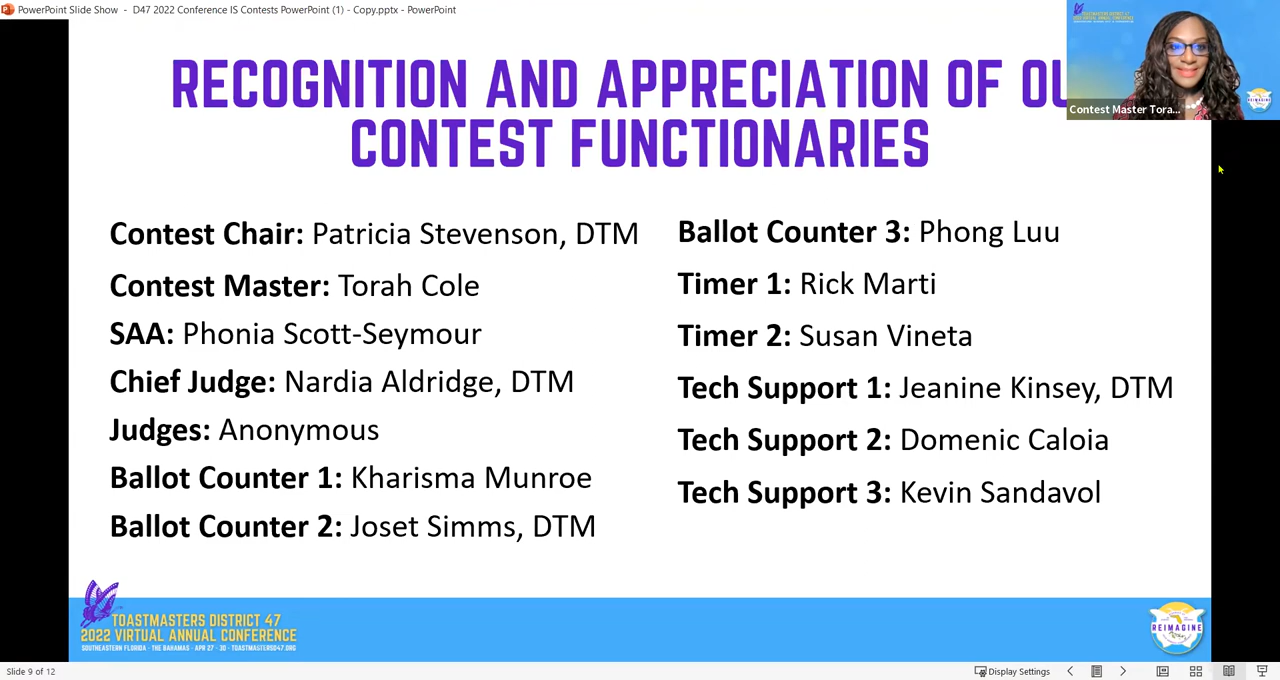 PowerPoint Slide Show - D47 2022 Conference IS Contests PowerPoint (1) - Copy.pptx - PowerPoint
RECOGNITION AND APPRECIATION OF OU
CONTEST FUNCTIONARIES
Contest Master Tora...
REIMAGINE
Contest Chair: Patricia Stevenson, DTM
Contest Master: Torah Cole
SAA: Phonia Scott-Seymour
Chief Judge: Nardia Aldridge, DTM
Judges: Anonymous
Ballot Counter 1: Kharisma Munroe
Ballot Counter 2: Joset Simms, DTM
Ballot Counter 3: Phong Luu
Timer 1: Rick Marti
Timer 2: Susan Vineta
Tech Support 1: Jeanine Kinsey, DTM
Tech Support 2: Domenic Caloia
Tech Support 3: Kevin Sandavol
TOASTMASTERS DISTRICT 47
2022 VIRTUAL ANNUAL CONFERENCE
SOUTHEASTERN FLORIDA - THE BAHAMAS - APR 27 - 30 - TOASTMASTERSD47.ORG
REIMAGINE
Slide 9 of 12
Display Settings